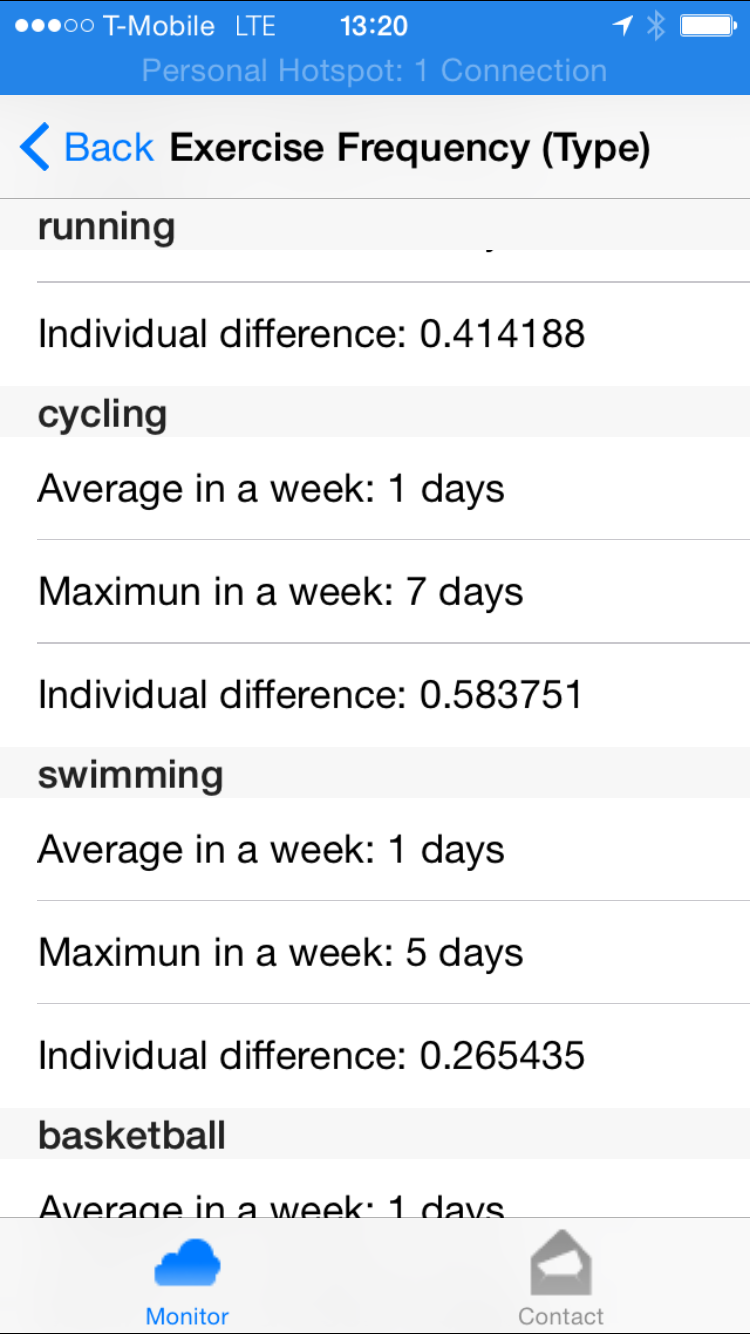 T-Mobile LTE 13:20
Personal Hotspot: 1 Connection
Back Exercise Frequency (Type)
running
Individual difference: 0.414188
cycling
Average in a week: 1 days
Maximun in a week: 7 days
Individual difference: 0.583751
swimming
Average in a week: 1 days
Maximun in a week: 5 days
Individual difference: 0.265435
basketball
Average in a week: 1 days
Monitor Contact